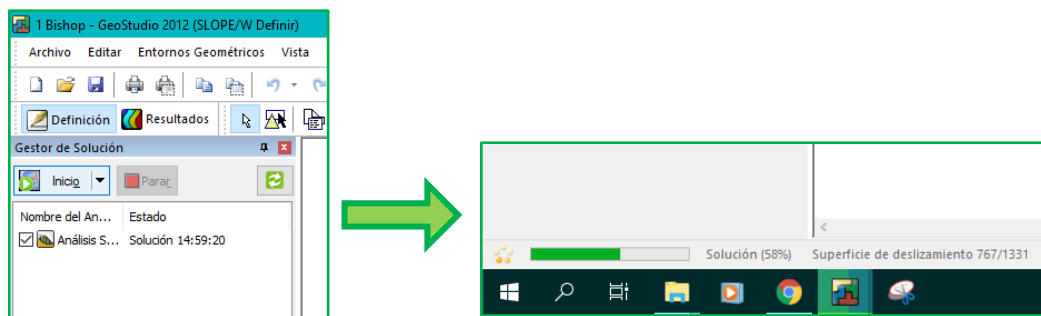 1 Bishop - GeoStudio 2012 (SLOPE/W Definir)
Archivo Editar Entornos Geométricos Vista
Definición Resultados
Gestor de Solución
Inicio Parar
Nombre del An... Estado
Análisis S... Solución 14:59:20
Solución (58%) Superficie de deslizamiento 767/1331